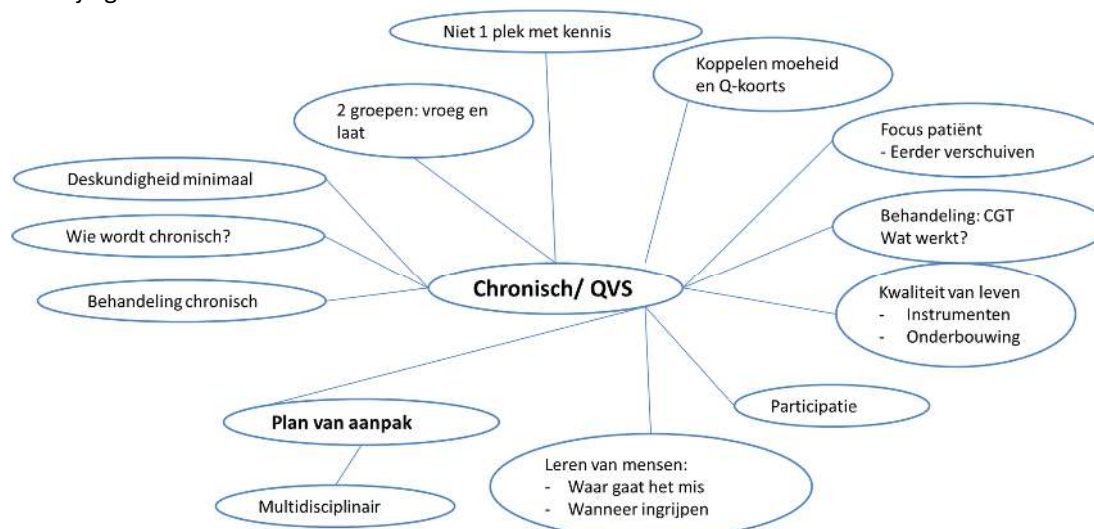 Niet 1 plek met kennis
Koppelen moeheid
en Q-koorts
2 groepen: vroeg en
laat
Focus patiënt
- Eerder verschuiven
Deskundigheid minimaal
Wie wordt chronisch?
Behandeling: CGT
Wat werkt?
Behandeling chronisch
Chronisch/ QVS
Kwaliteit van leven
- Instrumenten
- Onderbouwing
Participatie
Plan van aanpak
Leren van mensen:
- Waar gaat het mis
- Wanneer ingrijpen
Multidisciplinair